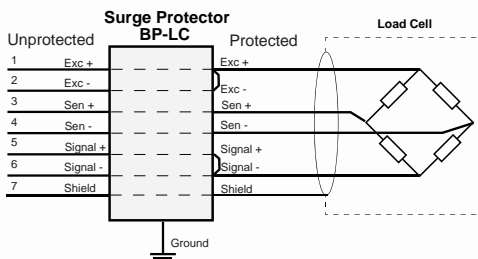 Surge Protector
BP-LC
Load Cell
Unprotected
Protected
1 Exc + Exc +
2 Exc - Exc -
3 Sen + Sen +
4 Sen - Sen -
5 Signal + Signal +
6 Signal - Signal -
7 Shield Shield
Ground